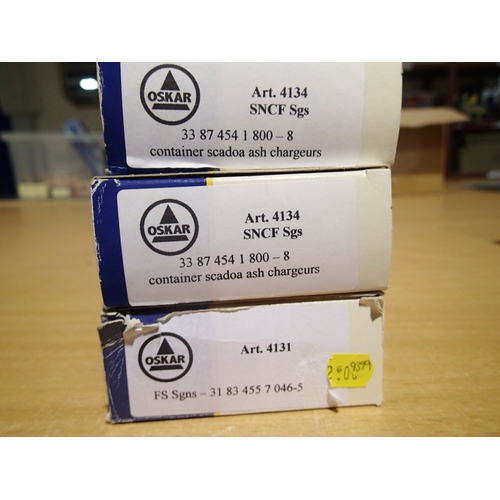 OSKAR
Art. 4134
SNCF Sgs
33 87 454 1 800 – 8
container scadoa ash chargeurs
OSKAR
Art. 4134
SNCF Sgs
33 87 454 1 800 – 8
container scadoa ash chargeurs
OSKAR
Art. 4131
FS Sgns – 31 83 455 7 046-5